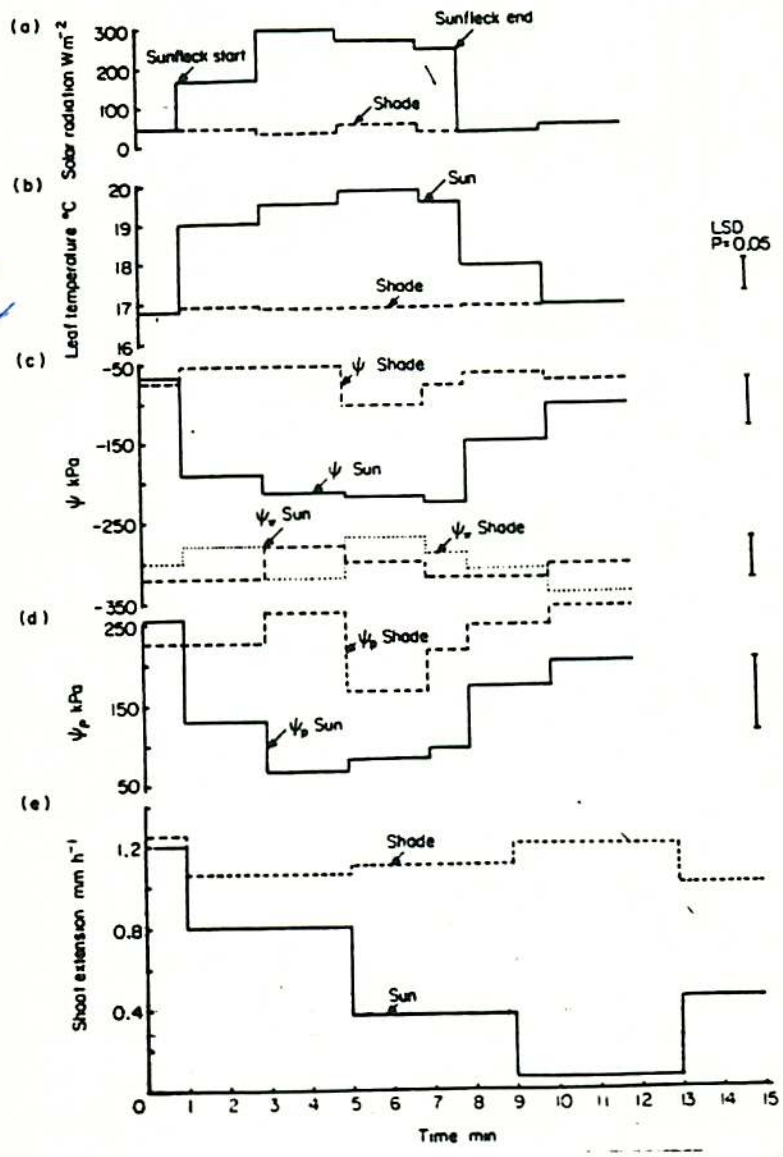 (a)
Solar radiation W m⁻²
300
200
100
0
Sunfleck start
Sunfleck end
Shade
(b)
Leaf temperature °C
20
19
18
17
16
Sun
Shade
LSD
P=0.05
(c)
ψ kPa
-50
-150
-250
-350
ψ Shade
ψ Sun
ψπ Sun
ψπ Shade
(d)
ψp kPa
250
150
50
ψp Shade
ψp Sun
(e)
Shoot extension mm h⁻¹
1.2
0.8
0.4
Shade
Sun
0 1 2 3 4 5 6 7 8 9 10 11 12 13 14 15
Time min